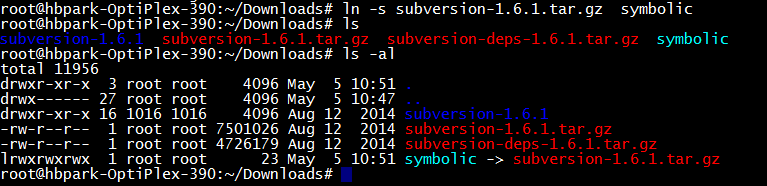 root@hbpark-OptiPlex-390:~/Downloads# ln -s subversion-1.6.1.tar.gz  symbolic
root@hbpark-OptiPlex-390:~/Downloads# ls
subversion-1.6.1  subversion-1.6.1.tar.gz  subversion-deps-1.6.1.tar.gz  symbolic
root@hbpark-OptiPlex-390:~/Downloads# ls -al
total 11956
drwxr-xr-x  3 root root    4096 May  5 10:51 .
drwx------ 27 root root    4096 May  5 10:47 ..
drwxr-xr-x 16 1016 1016    4096 Aug 12  2014 subversion-1.6.1
-rw-r--r--  1 root root 7501026 Aug 12  2014 subversion-1.6.1.tar.gz
-rw-r--r--  1 root root 4726179 Aug 12  2014 subversion-deps-1.6.1.tar.gz
lrwxrwxrwx  1 root root      23 May  5 10:51 symbolic -> subversion-1.6.1.tar.gz
root@hbpark-OptiPlex-390:~/Downloads#